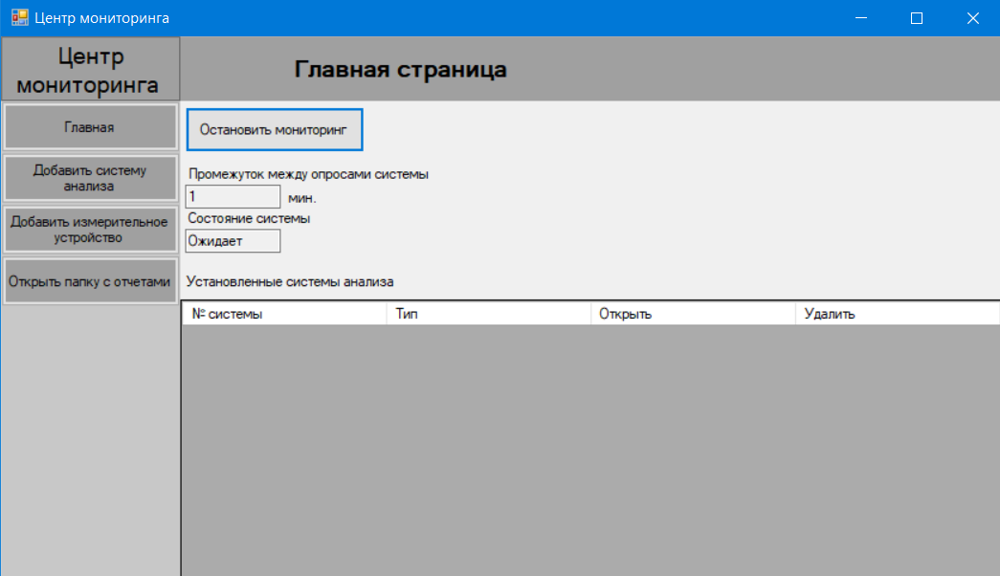 Центр мониторинга
Центр
мониторинга
Главная страница
Главная
Добавить систему
анализа
Добавить измерительное
устройство
Открыть папку с отчетами
Остановить мониторинг
Промежуток между опросами системы
1 мин.
Состояние системы
Ожидает
Установленные системы анализа
№ системы Тип Открыть Удалить